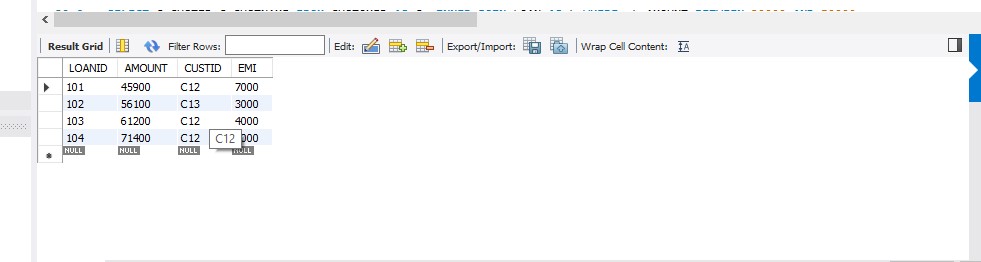 Result Grid Filter Rows: Edit: Export/Import: Wrap Cell Content:
LOANID AMOUNT CUSTID EMI
101 45900 C12 7000
102 56100 C13 3000
103 61200 C12 4000
104 71400 C12 C12 000
NULL NULL NULL NULL